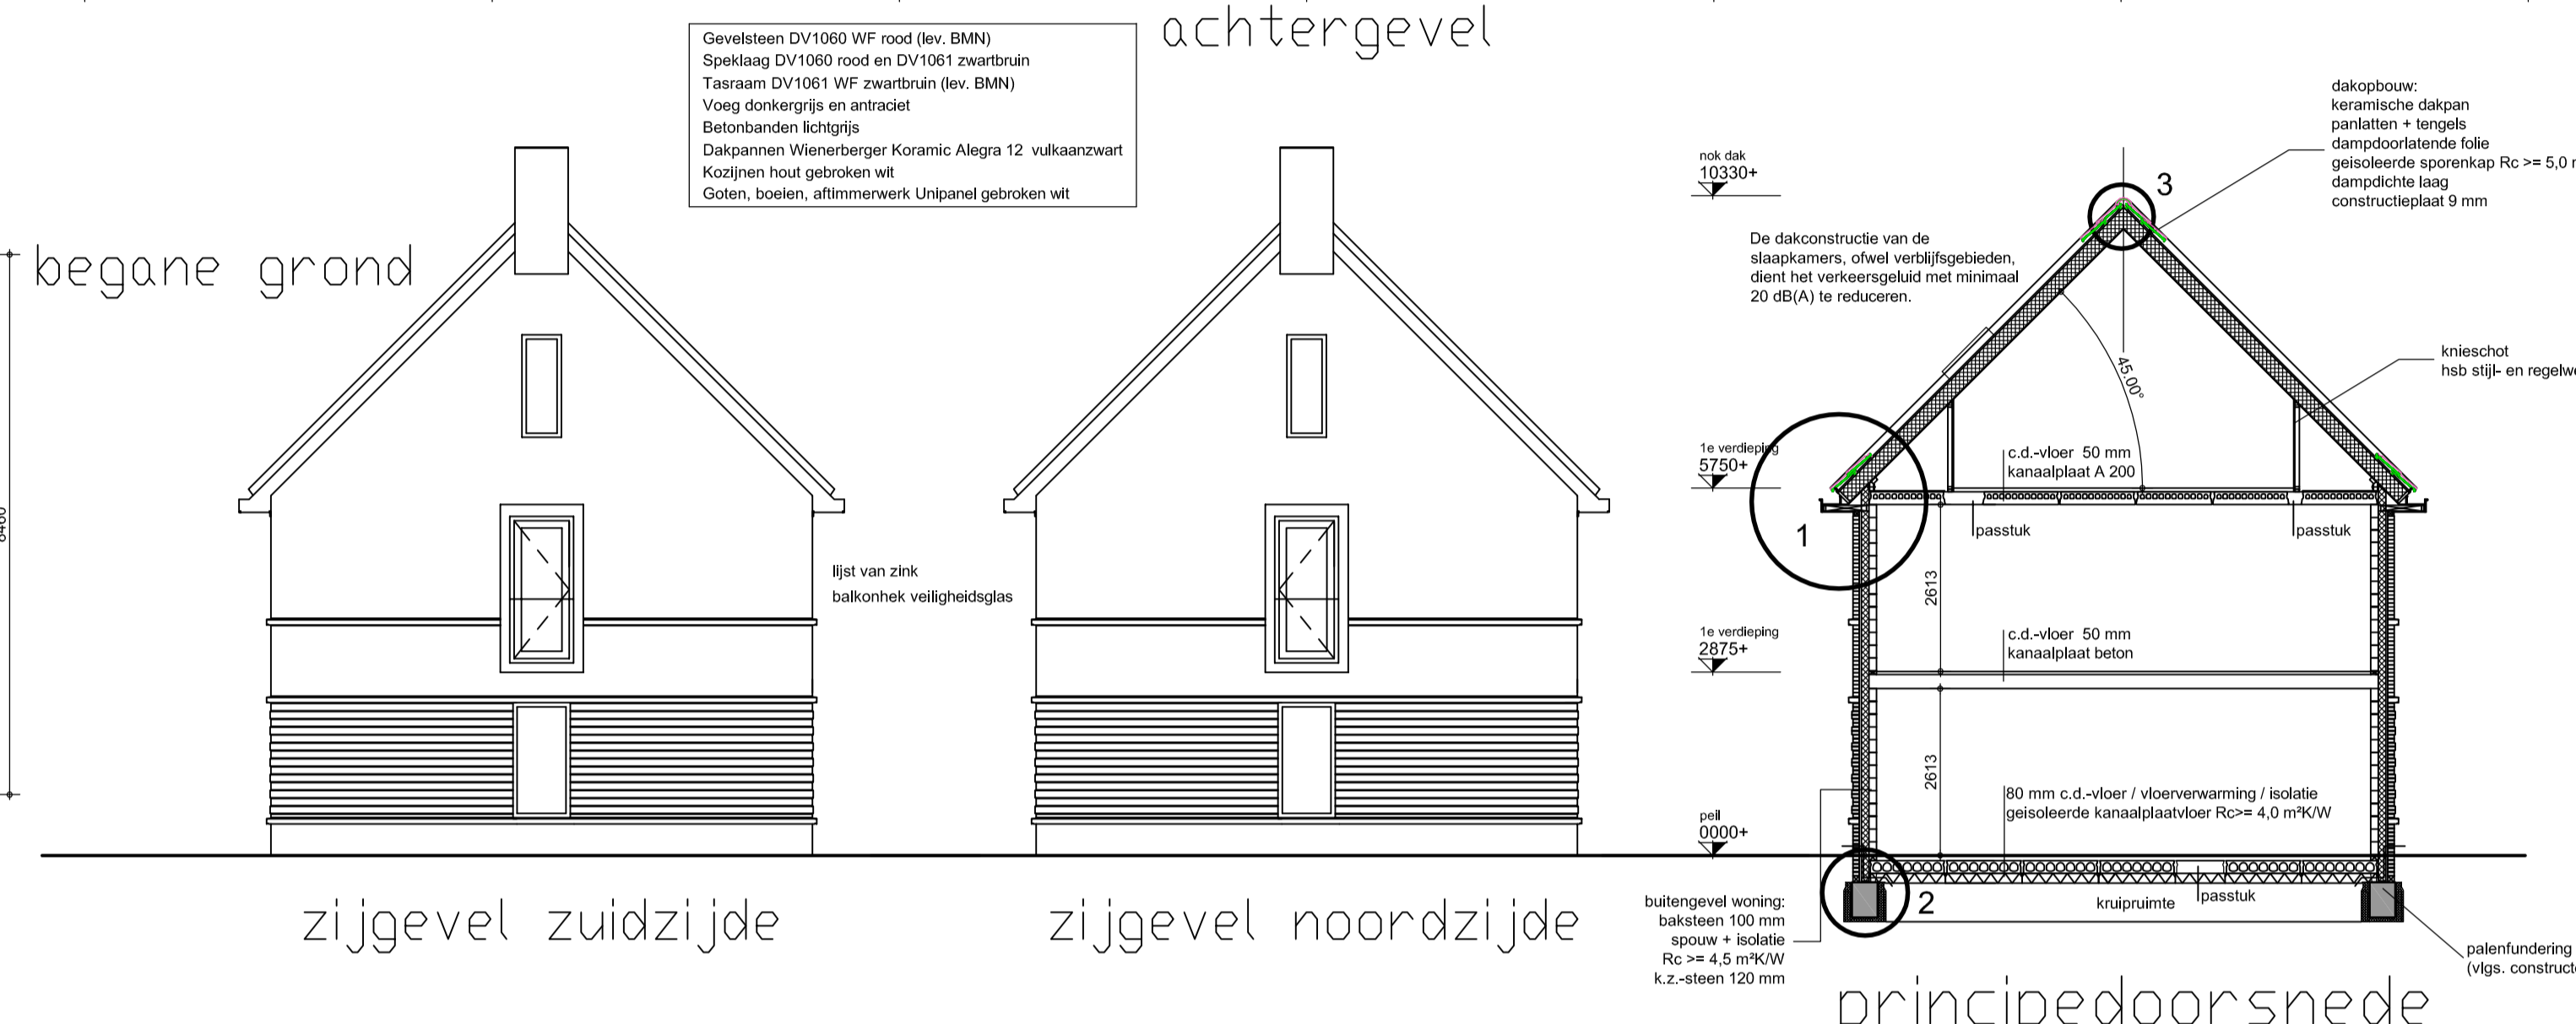 achtergevel
Gevelsteen DV1060 WF rood (lev. BMN)
Speklaag DV1060 rood en DV1061 zwartbruin
Tasraam DV1061 WF zwartbruin (lev. BMN)
Voeg donkergrijs en antraciet
Betonbanden lichtgrijs
Dakpannen Wienerberger Koramic Alegra 12 vulkaanzwart
Kozijnen hout gebroken wit
Goten, boeien, aftimmerwerk Unipanel gebroken wit
begane grond
zijgevel zuidzijde
lijst van zink
balkonhek veiligheidsglas
zijgevel noordzijde
nok dak
10330+
De dakconstructie van de
slaapkamers, ofwel verblijfsgebieden,
dient het verkeersgeluid met minimaal
20 dB(A) te reduceren.
1e verdieping
5750+
1e verdieping
2875+
peil
0000+
buitengevel woning:
baksteen 100 mm
spouw + isolatie
Rc >= 4,5 m²K/W
k.z.-steen 120 mm
dakopbouw:
keramische dakpan
panlatten + tengels
dampdoorlatende folie
geisoleerde sporenkap Rc >= 5,0
dampdichte laag
constructieplaat 9 mm
3
45.00°
knieschot
hsb stijl- en
c.d.-vloer 50 mm
kanaalplaat A 200
1
passtuk
passtuk
2613
c.d.-vloer 50 mm
kanaalplaat beton
2613
80 mm c.d.-vloer / vloerverwarming / isolatie
geisoleerde kanaalplaatvloer Rc>= 4,0 m²K/W
2
kruipruimte
passtuk
palenfundering
(vlgs.
principedoorsnede